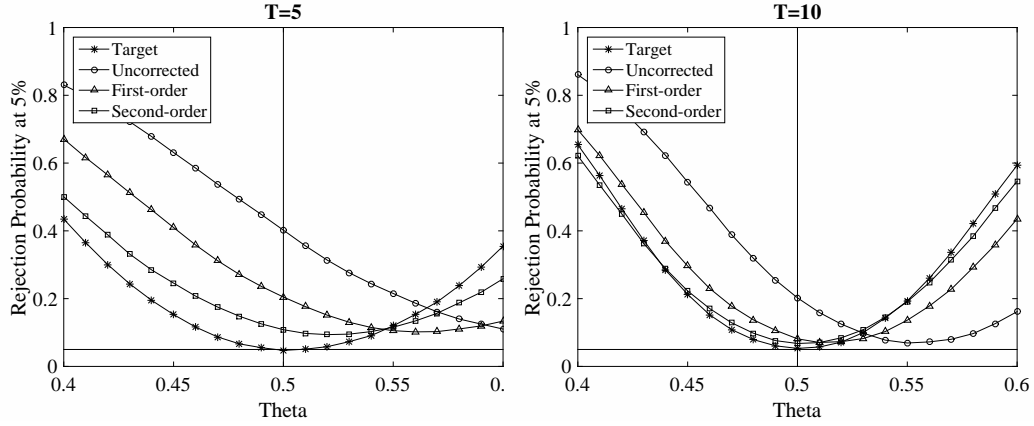 T=5
1
0.8
0.6
0.4
0.2
0
Rejection Probability at 5%
Target
Uncorrected
First-order
Second-order
0.4
0.45
0.5
0.55
0.
Theta
T=10
1
0.8
0.6
0.4
0.2
0
Rejection Probability at 5%
Target
Uncorrected
First-order
Second-order
0.4
0.45
0.5
0.55
0.6
Theta